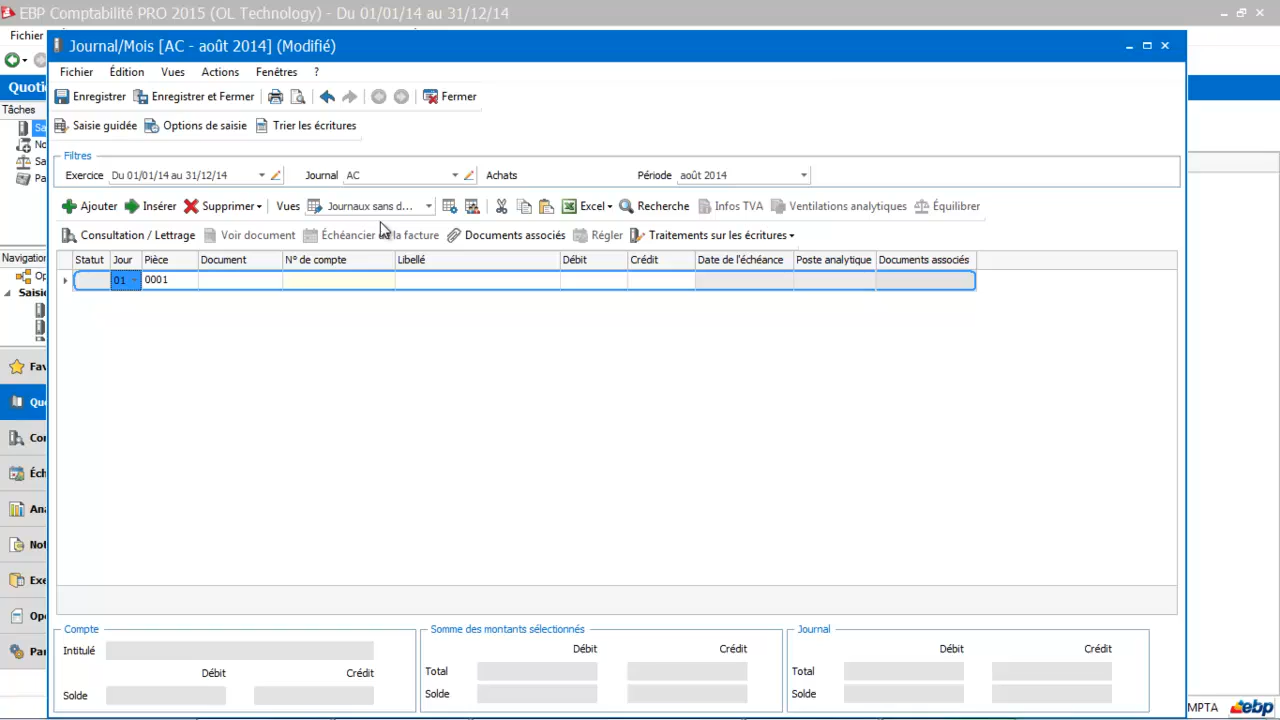 EBP Comptabilité PRO 2015 (OL Technology) - Du 01/01/14 au 31/12/14
Fichier
Journal/Mois [AC - août 2014] (Modifié)
Fichier Édition Vues Actions Fenêtres ?
Enregistrer Enregistrer et Fermer Fermer
Saisie guidée Options de saisie Trier les écritures
Tâches
Filtres
Exercice Du 01/01/14 au 31/12/14 Journal AC Achats Période août 2014
Ajouter Insérer Supprimer Vues Journaux sans d... Excel Recherche Infos TVA Ventilations analytiques Équilibrer
Consultation / Lettrage Voir document Échéancier la facture Documents associés Régler Traitements sur les écritures
Statut Jour Pièce Document N° de compte Libellé Débit Crédit Date de l'échéance Poste analytique Documents associés
01 0001
Compte Somme des montants sélectionnés Journal
Intitulé Débit Crédit Débit Crédit
Débit Crédit Total Total
Solde Solde Solde
ebp